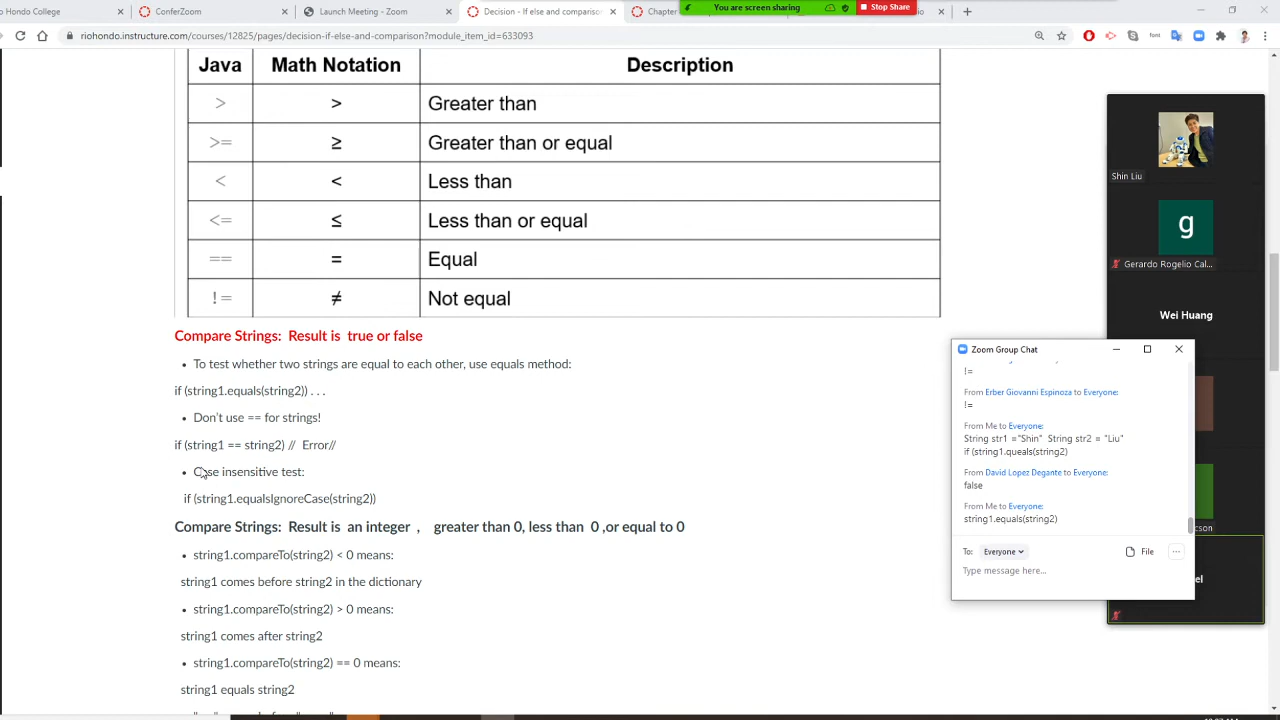 o Hondo College
ConferZoom
Launch Meeting - Zoom
Decision - If else and compariso
Chapter
You are screen sharing
Stop Share
riohondo.instructure.com/courses/12825/pages/decision-if-else-and-comparison?module_item_id=633093
Java Math Notation Description
> > Greater than
>= ≥ Greater than or equal
< < Less than
<= ≤ Less than or equal
== = Equal
!= ≠ Not equal
Compare Strings: Result is true or false
• To test whether two strings are equal to each other, use equals method:
if (string1.equals(string2)) . . .
• Don't use == for strings!
if (string1 == string2) // Error//
• Case insensitive test:
if (string1.equalsIgnoreCase(string2))
Compare Strings: Result is an integer , greater than 0, less than 0 ,or equal to 0
• string1.compareTo(string2) < 0 means:
string1 comes before string2 in the dictionary
• string1.compareTo(string2) > 0 means:
string1 comes after string2
• string1.compareTo(string2) == 0 means:
string1 equals string2
Shin Liu
g
Gerardo Rogelio Cal...
Wei Huang
Zoom Group Chat
!=
From Erber Giovanni Espinoza to Everyone:
!=
From Me to Everyone:
String str1 ="Shin" String str2 = "Liu"
if (string1.queals(string2)
From David Lopez Degante to Everyone:
false
From Me to Everyone:
string1.equals(string2)
To: Everyone File ...
Type message here...
cson
el